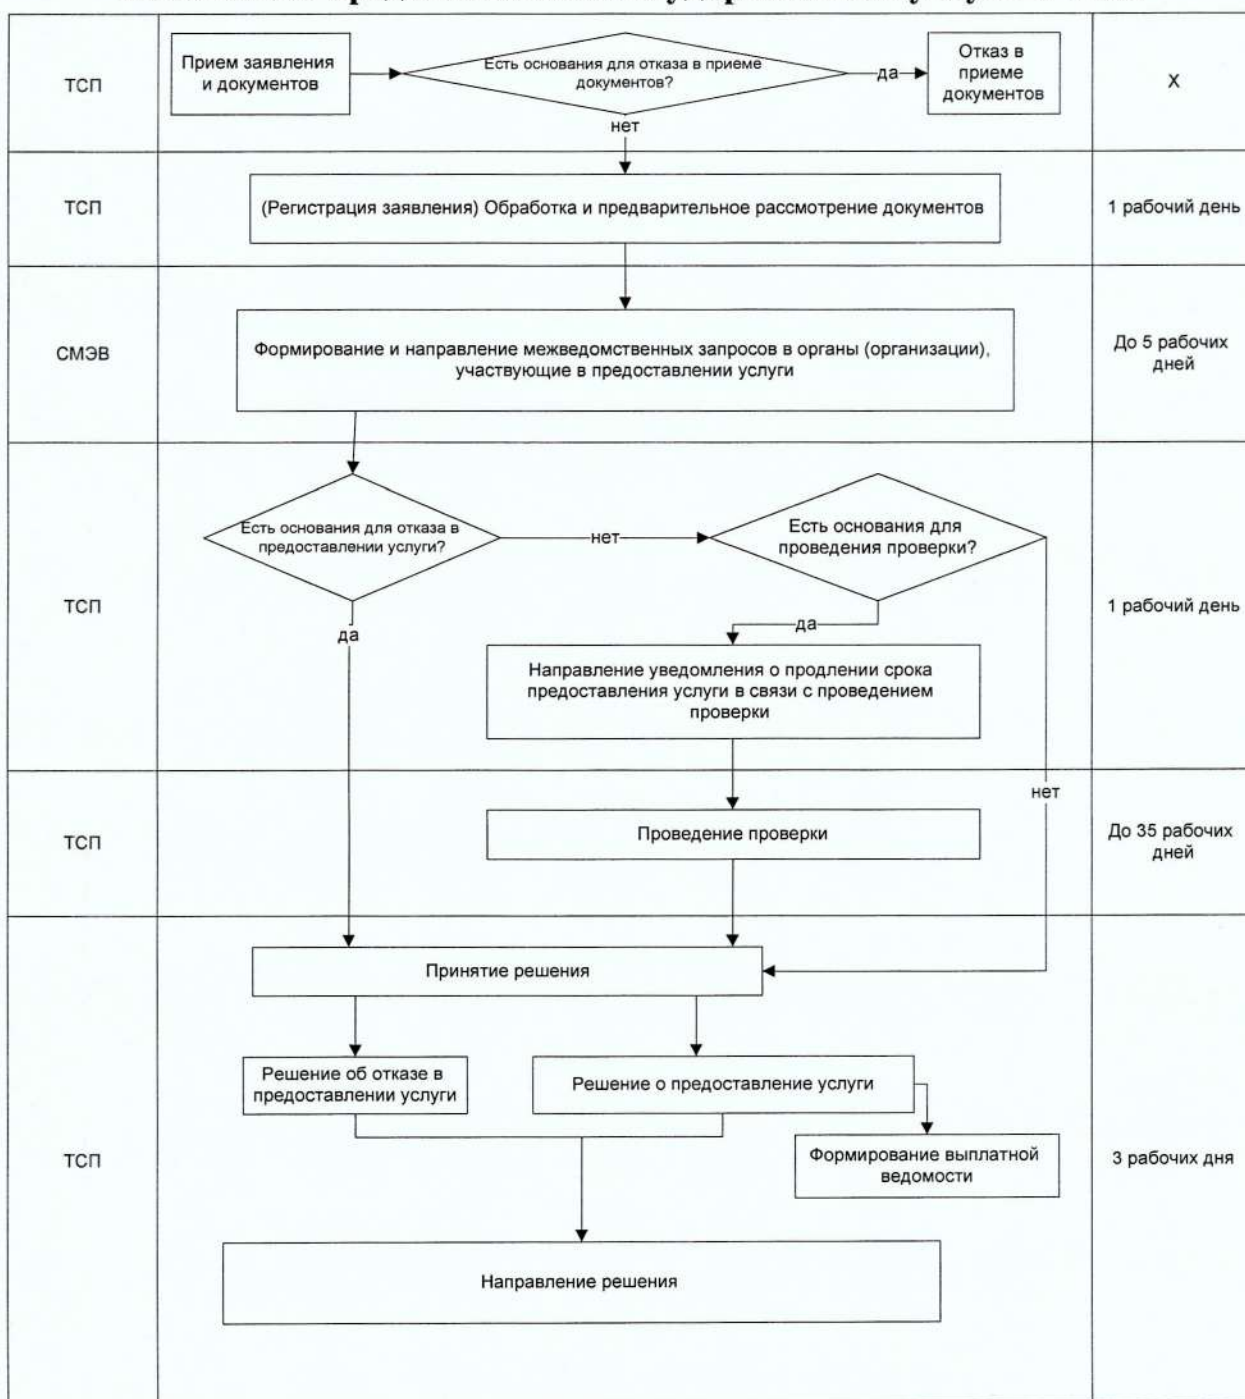 ТСП
Прием заявления
и документов
Есть основания для отказа в приеме
документов?
да
Отказ в
приеме
документов
X
нет
ТСП
(Регистрация заявления) Обработка и предварительное рассмотрение документов
1 рабочий день
СМЭВ
Формирование и направление межведомственных запросов в органы (организации),
участвующие в предоставлении услуги
До 5 рабочих
дней
ТСП
Есть основания для отказа в
предоставлении услуги?
нет
Есть основания для
проведения проверки?
1 рабочий день
да
да
Направление уведомления о продлении срока
предоставления услуги в связи с проведением
проверки
нет
ТСП
Проведение проверки
До 35 рабочих
дней
Принятие решения
Решение об отказе в
предоставлении услуги
Решение о предоставление услуги
ТСП
Формирование выплатной
ведомости
3 рабочих дня
Направление решения